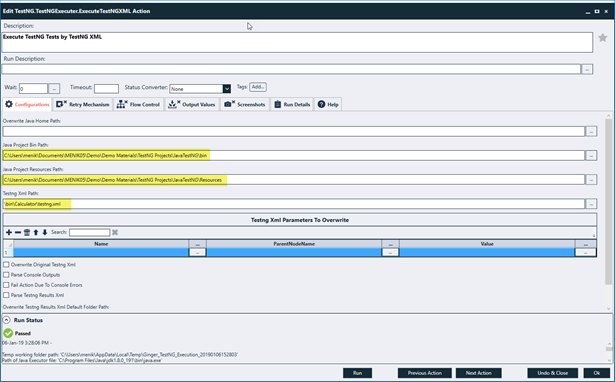 Edit TestNG.TestNGExecuter.ExecuteTestNGXML Action
Description:
Execute TestNG Tests by TestNG XML
Run Description:
...
Wait: 0 ... Timeout: Status Converter: None Tags: Add...
Configurations Retry Mechanism Flow Control Output Values Screenshots Run Details Help
Overwrite Java Home Path:
...
Java Project Bin Path:
C:\Users\menik\Documents\MENIK05\Demo\Demo Materials\TestNG Projects\JavaTestNG\bin ...
Java Project Resources Path:
C:\Users\menik\Documents\MENIK05\Demo\Demo Materials\TestNG Projects\JavaTestNG\Resources ...
Testng Xml Path:
\bin\Calculator\testng.xml ...
Testng Xml Parameters To Overwrite
Search:
Name ... ParentNodeName ... Value ...
1 ... ... ...
Overwrite Original Testng Xml
Parse Console Outputs
Fail Action Due To Console Errors
Parse Testng Results Xml
Overwrite Testng Results Xml Default Folder Path:
Run Status
Passed
06-Jan-19 3:28:06 PM -
Temp working folder path: 'C:\Users\menik\AppData\Local\Temp\Ginger_TestNG_Execution_20190106152803'
Path of Java Executer file: 'C:\Program Files\Java\jdk1.8.0_191\bin\java.exe'
Run Previous Action Next Action Undo & Close Ok